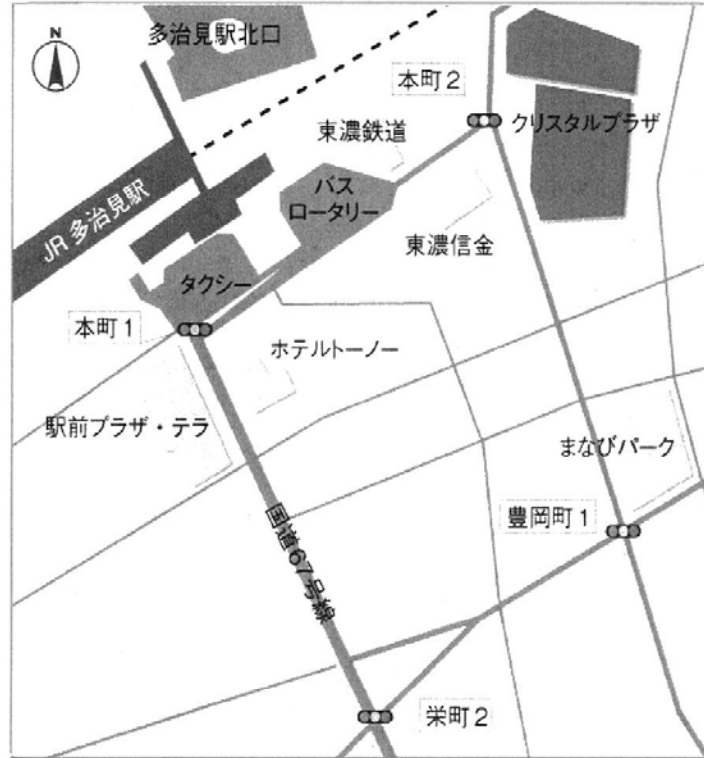 N
多治見駅北口
本町2
クリスタルプラザ
東濃鉄道
バス
ロータリー
JR 多治見駅
東濃信金
タクシー
本町1
ホテルトーノー
駅前プラザ・テラ
まなびパーク
豊岡町1
国道67号線
栄町2